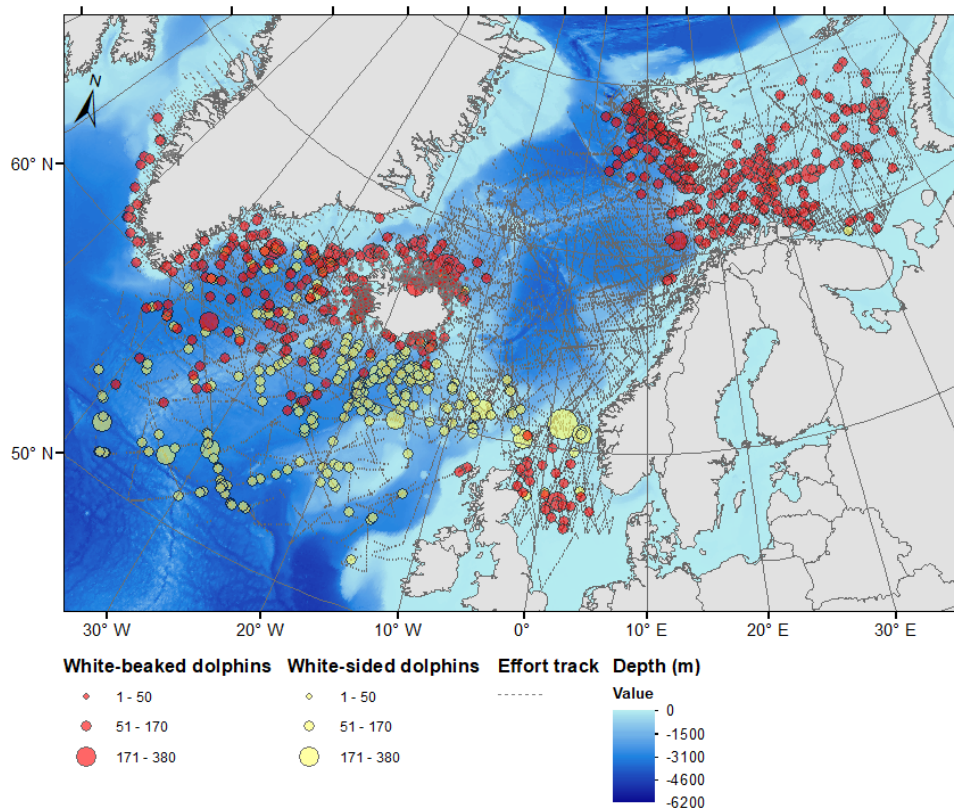 N
60° N
50° N
30° W
20° W
10° W
0°
10° E
20° E
30° E
White-beaked dolphins
1 - 50
51 - 170
171 - 380
White-sided dolphins
1 - 50
51 - 170
171 - 380
Effort track
Depth (m)
Value
0
-1500
-3100
-4600
-6200